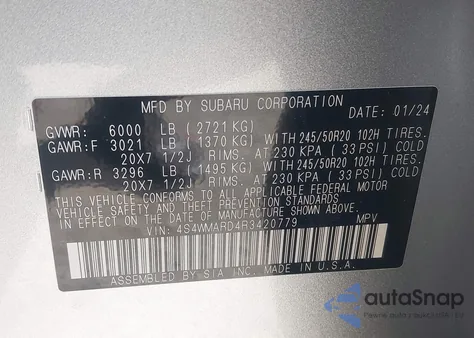 MFD BY SUBARU CORPORATION
DATE: 01/24
GVWR: 6000 LB (2721 KG)
GAWR:F 3021 LB (1370 KG) WITH 245/50R20 102H TIRES.
20X7 1/2J RIMS. AT 230 KPA ( 33 PSI) COLD
GAWR:R 3296 LB (1495 KG) WITH 245/50R20 102H TIRES.
20X7 1/2J RIMS. AT 230 KPA ( 33 PSI) COLD
THIS VEHICLE CONFORMS TO ALL APPLICABLE FEDERAL MOTOR
VEHICLE SAFETY AND BUMPER STANDARDS
IN EFFECT ON THE DATE OF MANUFACTURE SHOWN ABOVE.
VIN: 4S4WMARD4R3420779 MPV
ASSEMBLED BY SIA INC. MADE IN U.S.A.
autoSnap